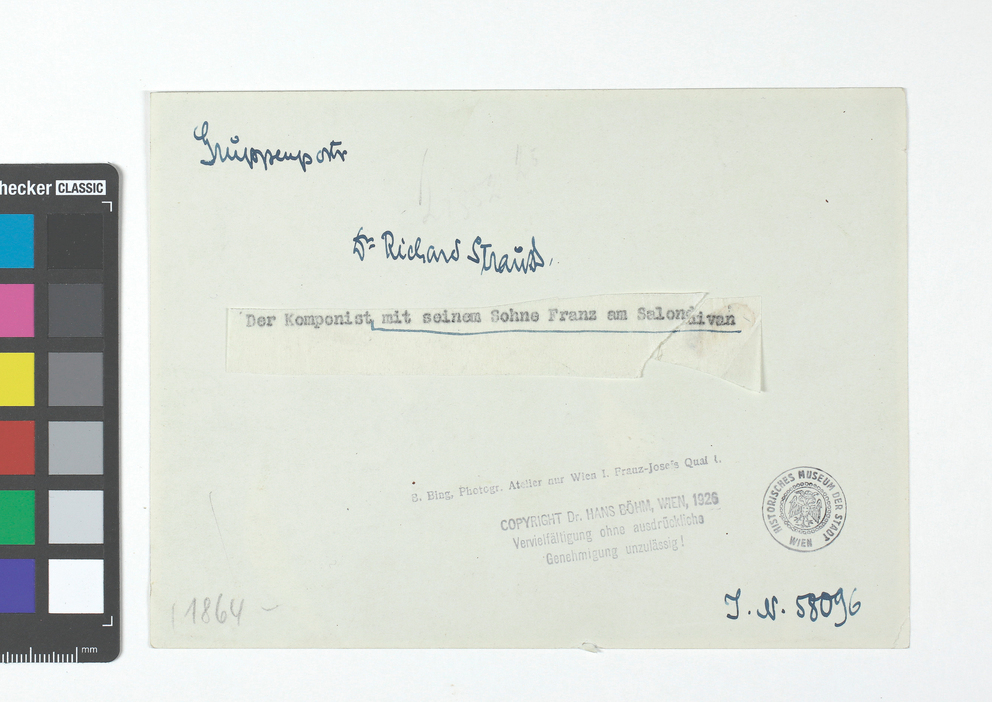 hecker CLASSIC
Gruppenportr
Dr Richard Strauss.
Der Komponist mit seinem Sohne Franz am Salondivan
B. Bing, Photogr. Atelier nur Wien I. Franz-Josefs Quai 1.
COPYRIGHT Dr. HANS BÖHM, WIEN, 1926
Vervielfältigung ohne ausdrückliche
Genehmigung unzulässig!
HISTORISCHES MUSEUM DER STADT WIEN
1864 –
J. N. 58096
mm